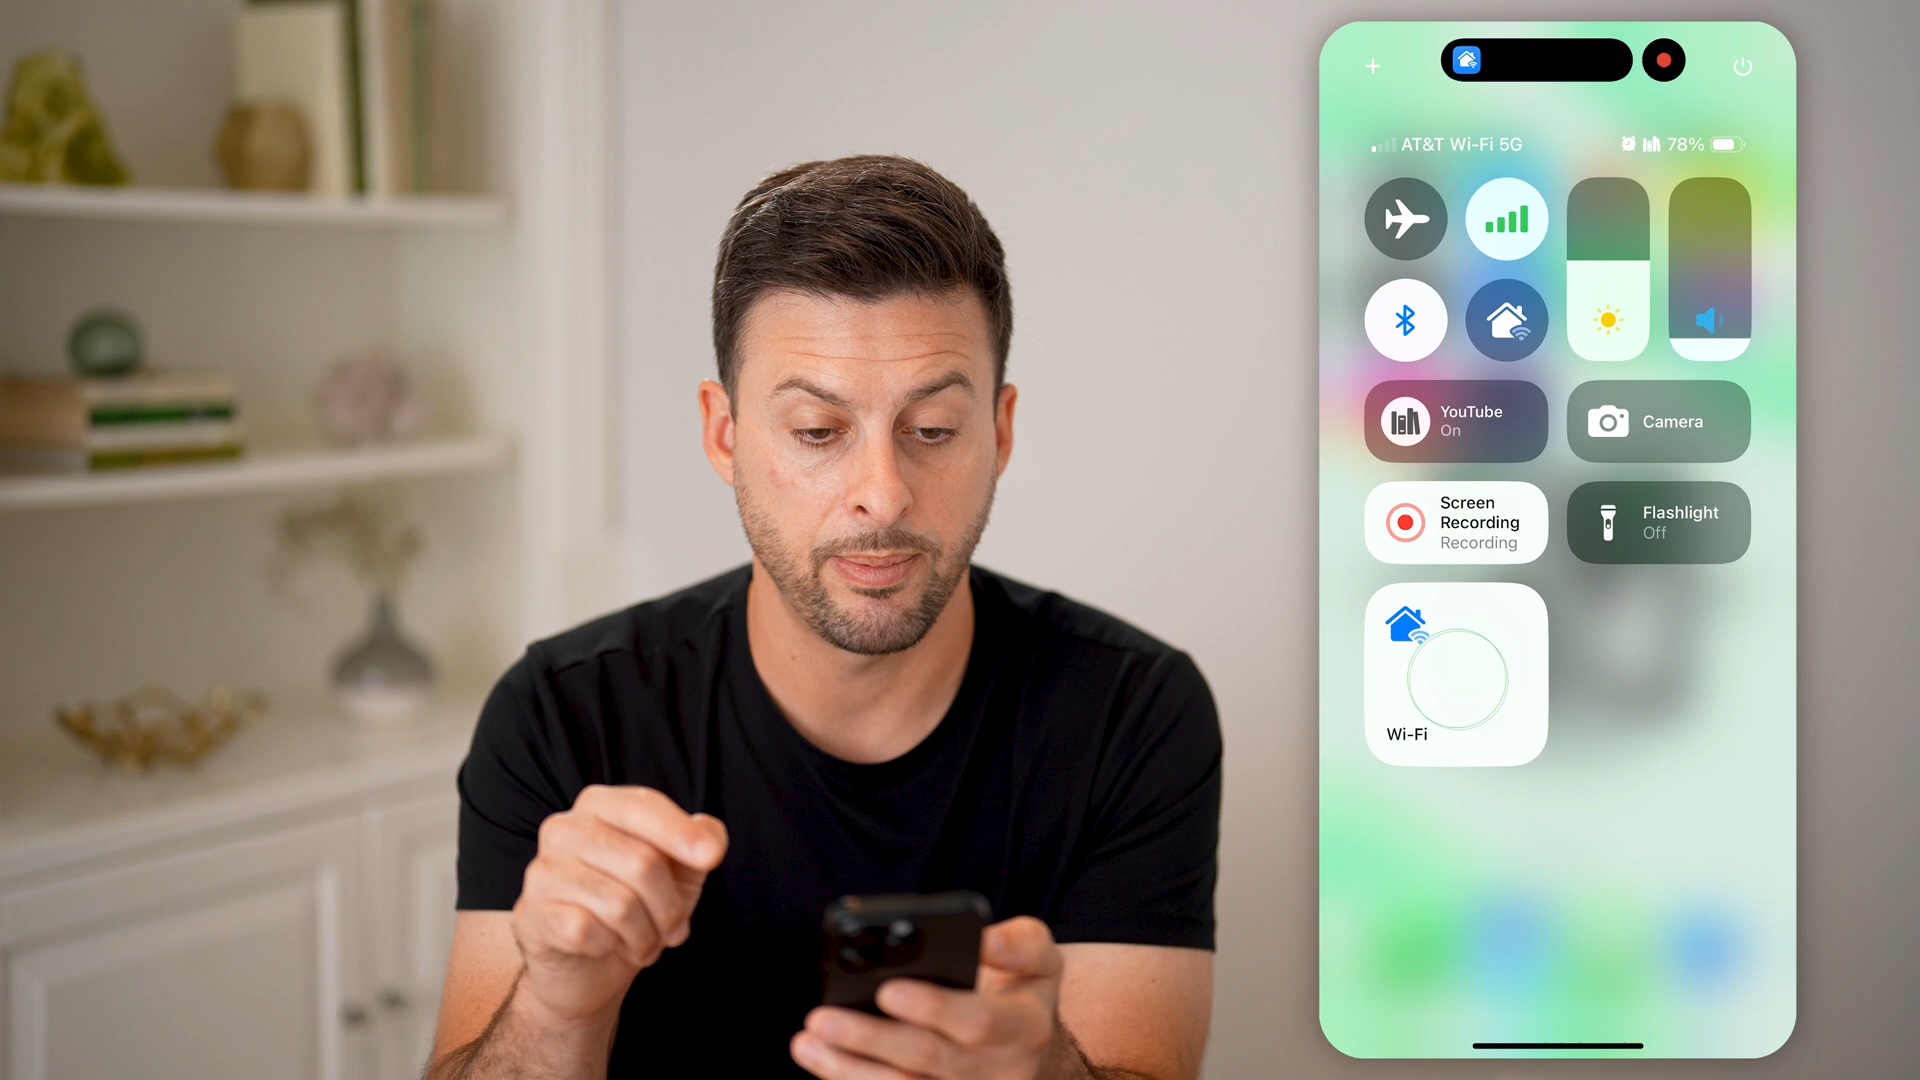 AT&T Wi-Fi 5G 78%
YouTube
On
Camera
Screen
Recording
Recording
Flashlight
Off
Wi-Fi